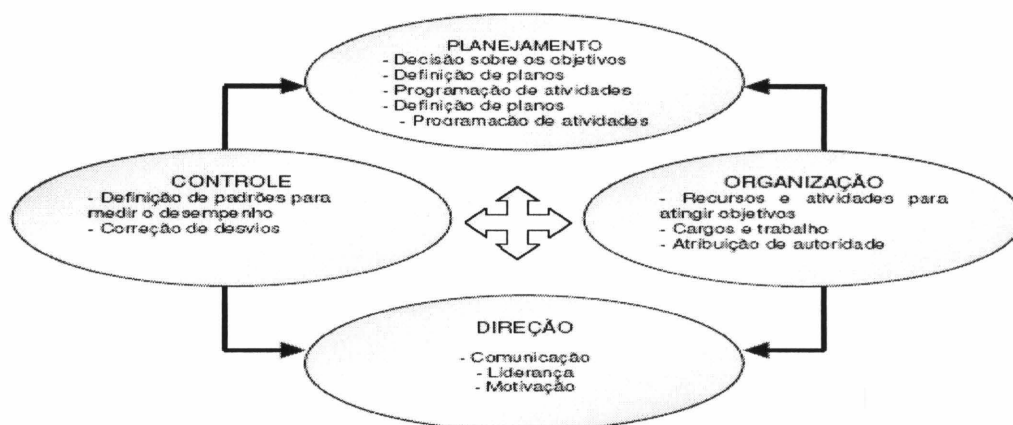 PLANEJAMENTO
- Decisão sobre os objetivos
- Definição de planos
- Programação de atividades
- Definição de planos
- Programação de atividades
CONTROLE
- Definição de padrões para
medir o desempenho
- Correção de desvios
ORGANIZAÇÃO
- Recursos e atividades para
atingir objetivos
- Cargos e trabalho
- Atribuição de autoridade
DIREÇÃO
- Comunicação
- Liderança
- Motivação